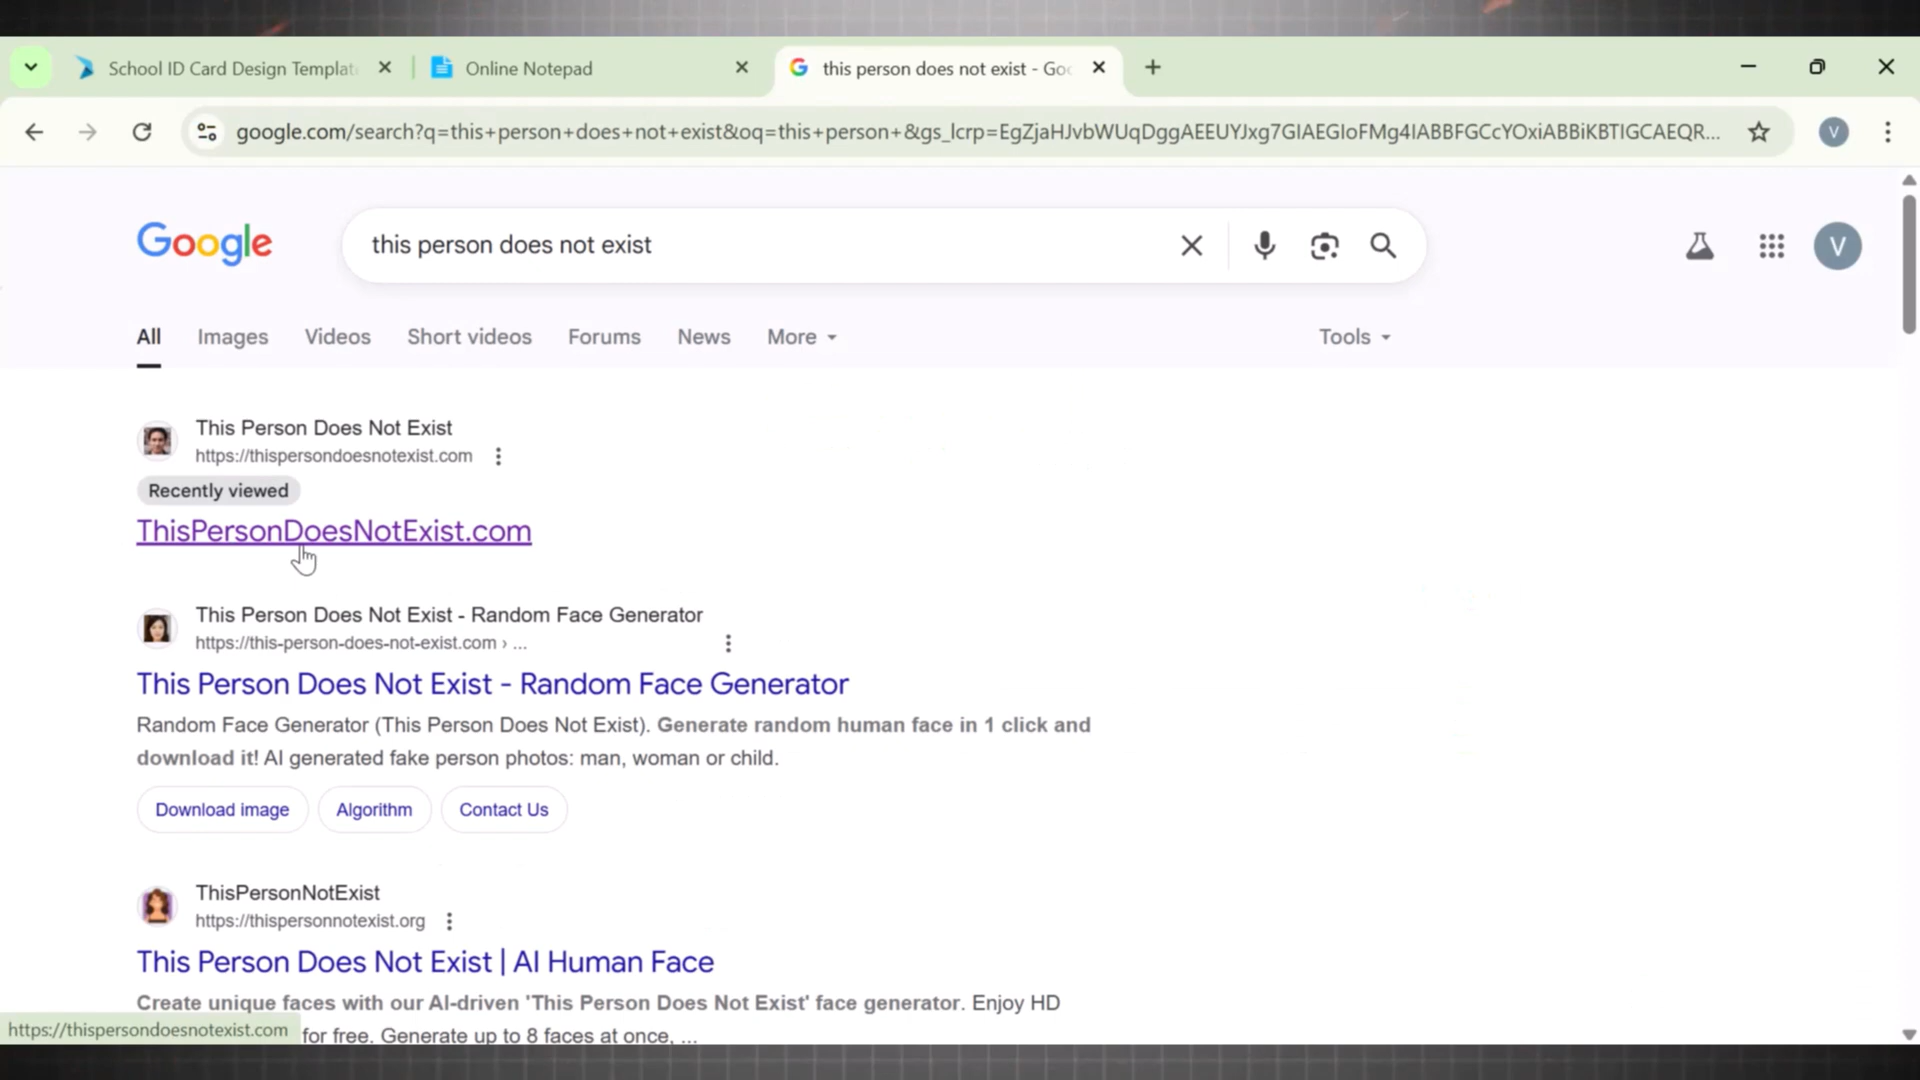 School ID Card Design Templat
Online Notepad
this person does not exist - Goo
google.com/search?q=this+person+does+not+exist&oq=this+person+&gs_lcrp=EgZjaHJvbWUqDggAEEUYJxg7GIAEGIoFMg4IABBFGCcYOxiABBiKBTIGCAEQR...
V
Google
this person does not exist
V
All
Images
Videos
Short videos
Forums
News
More
Tools
This Person Does Not Exist
https://thispersondoesnotexist.com
Recently viewed
ThisPersonDoesNotExist.com
This Person Does Not Exist - Random Face Generator
https://this-person-does-not-exist.com › ...
This Person Does Not Exist - Random Face Generator
Random Face Generator (This Person Does Not Exist). Generate random human face in 1 click and
download it! AI generated fake person photos: man, woman or child.
Download image
Algorithm
Contact Us
ThisPersonNotExist
https://thispersonnotexist.org
This Person Does Not Exist | AI Human Face
Create unique faces with our AI-driven 'This Person Does Not Exist' face generator. Enjoy HD
https://thispersondoesnotexist.com
for free. Generate up to 8 faces at once, ...